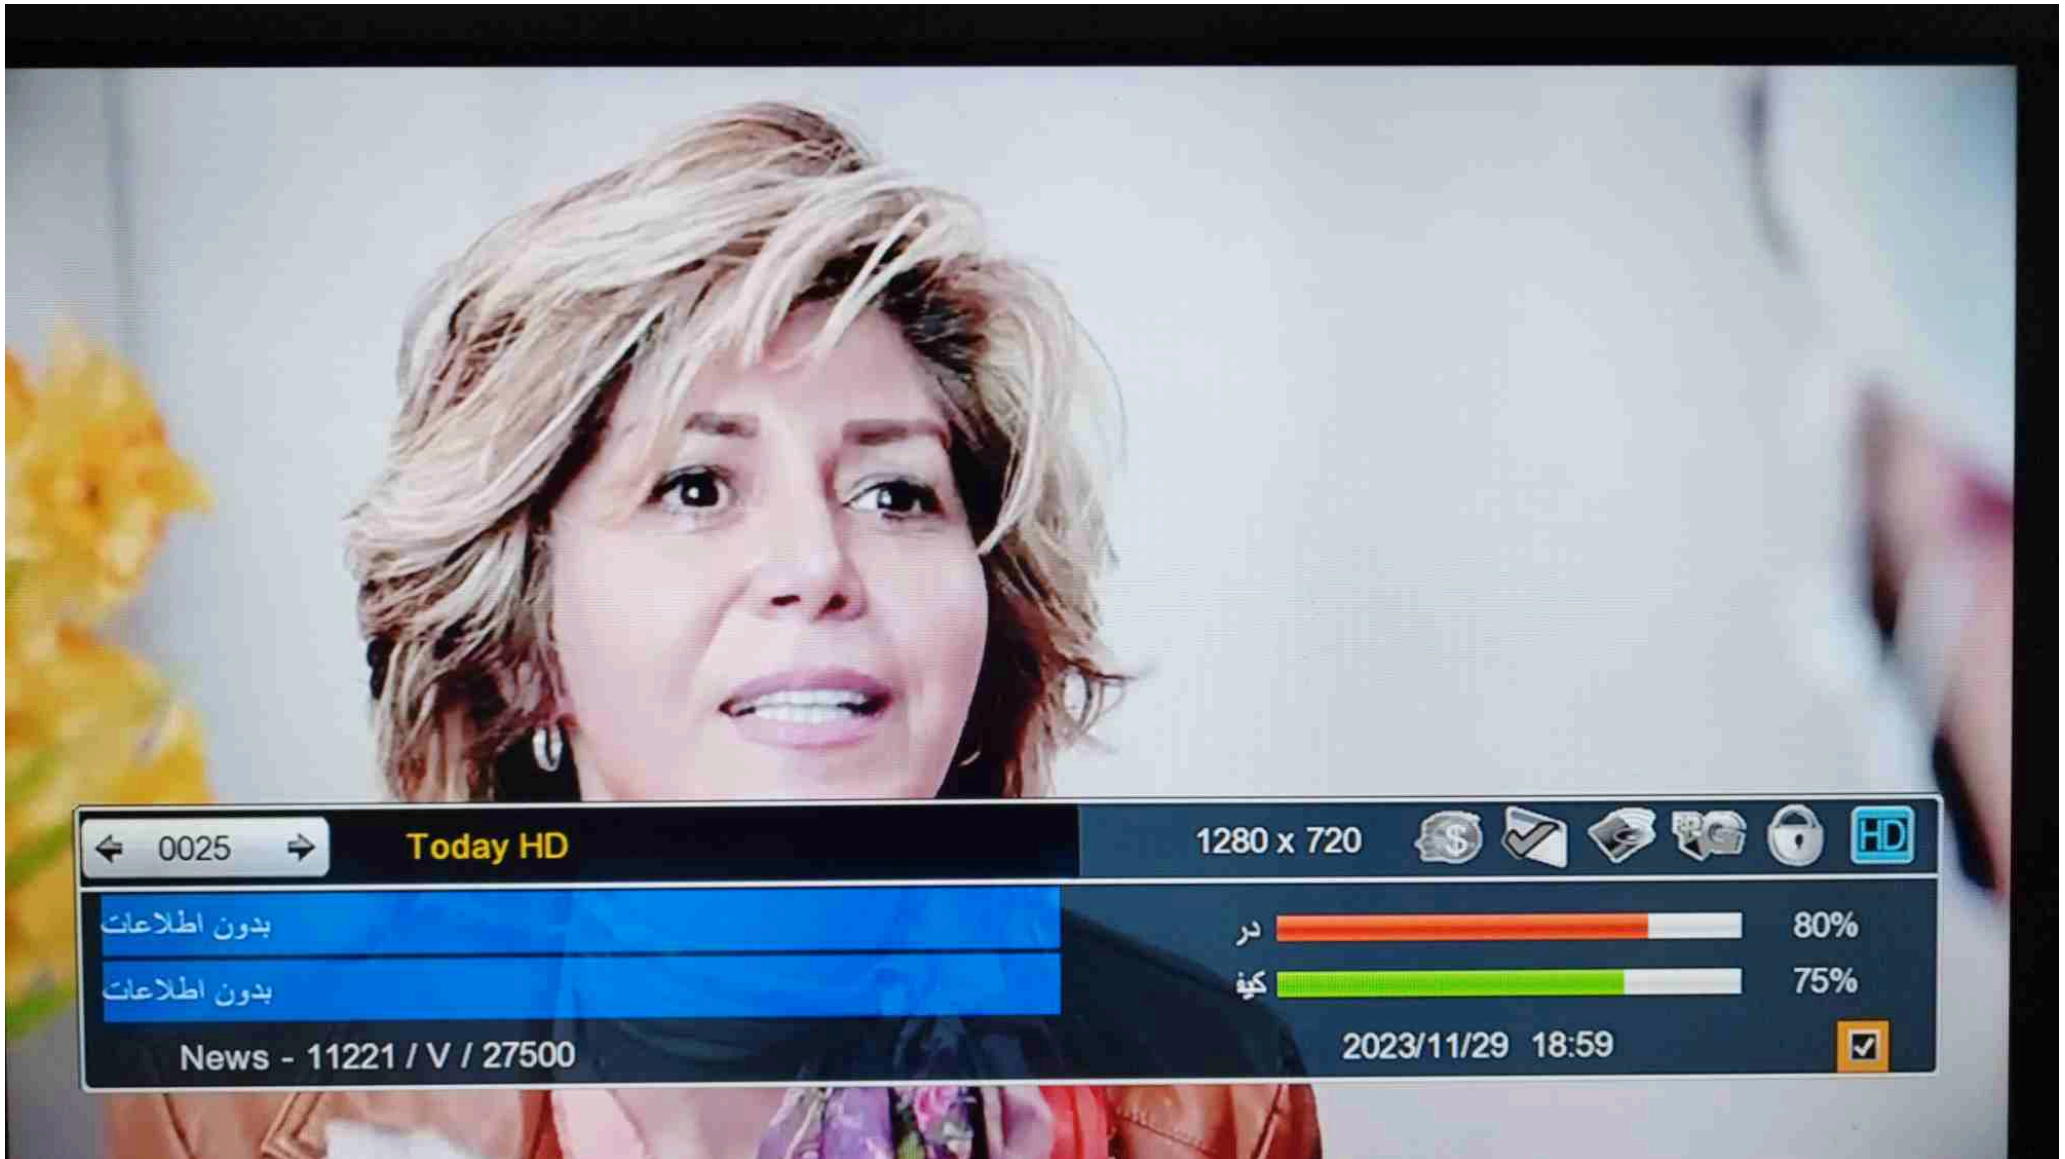 0025 Today HD 1280 x 720 HD
بدون اطلاعات
در 80%
بدون اطلاعات
کیف 75%
News - 11221 / V / 27500 2023/11/29 18:59